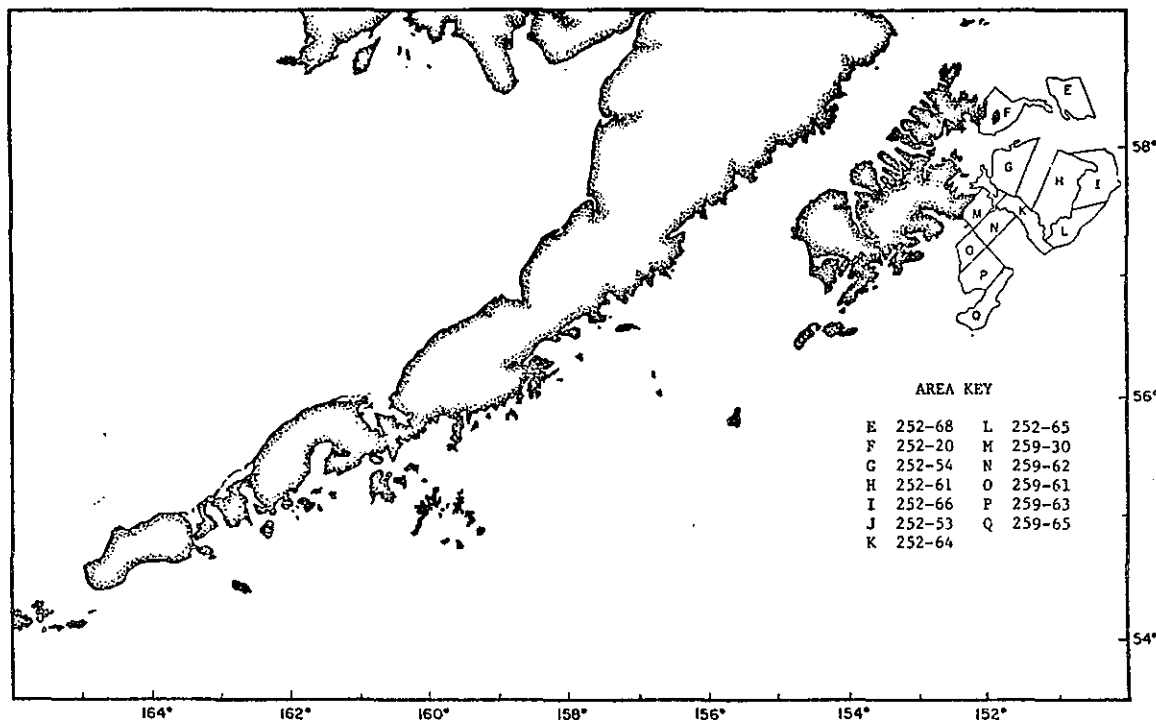 E
F
58°
G
H
I
M
K
N
L
O
P
Q
AREA KEY
56°
E 252-68 L 252-65
F 252-20 M 259-30
G 252-54 N 259-62
H 252-61 O 259-61
I 252-66 P 259-63
J 252-53 Q 259-65
K 252-64
54°
164° 162° 160° 158° 156° 154° 152°